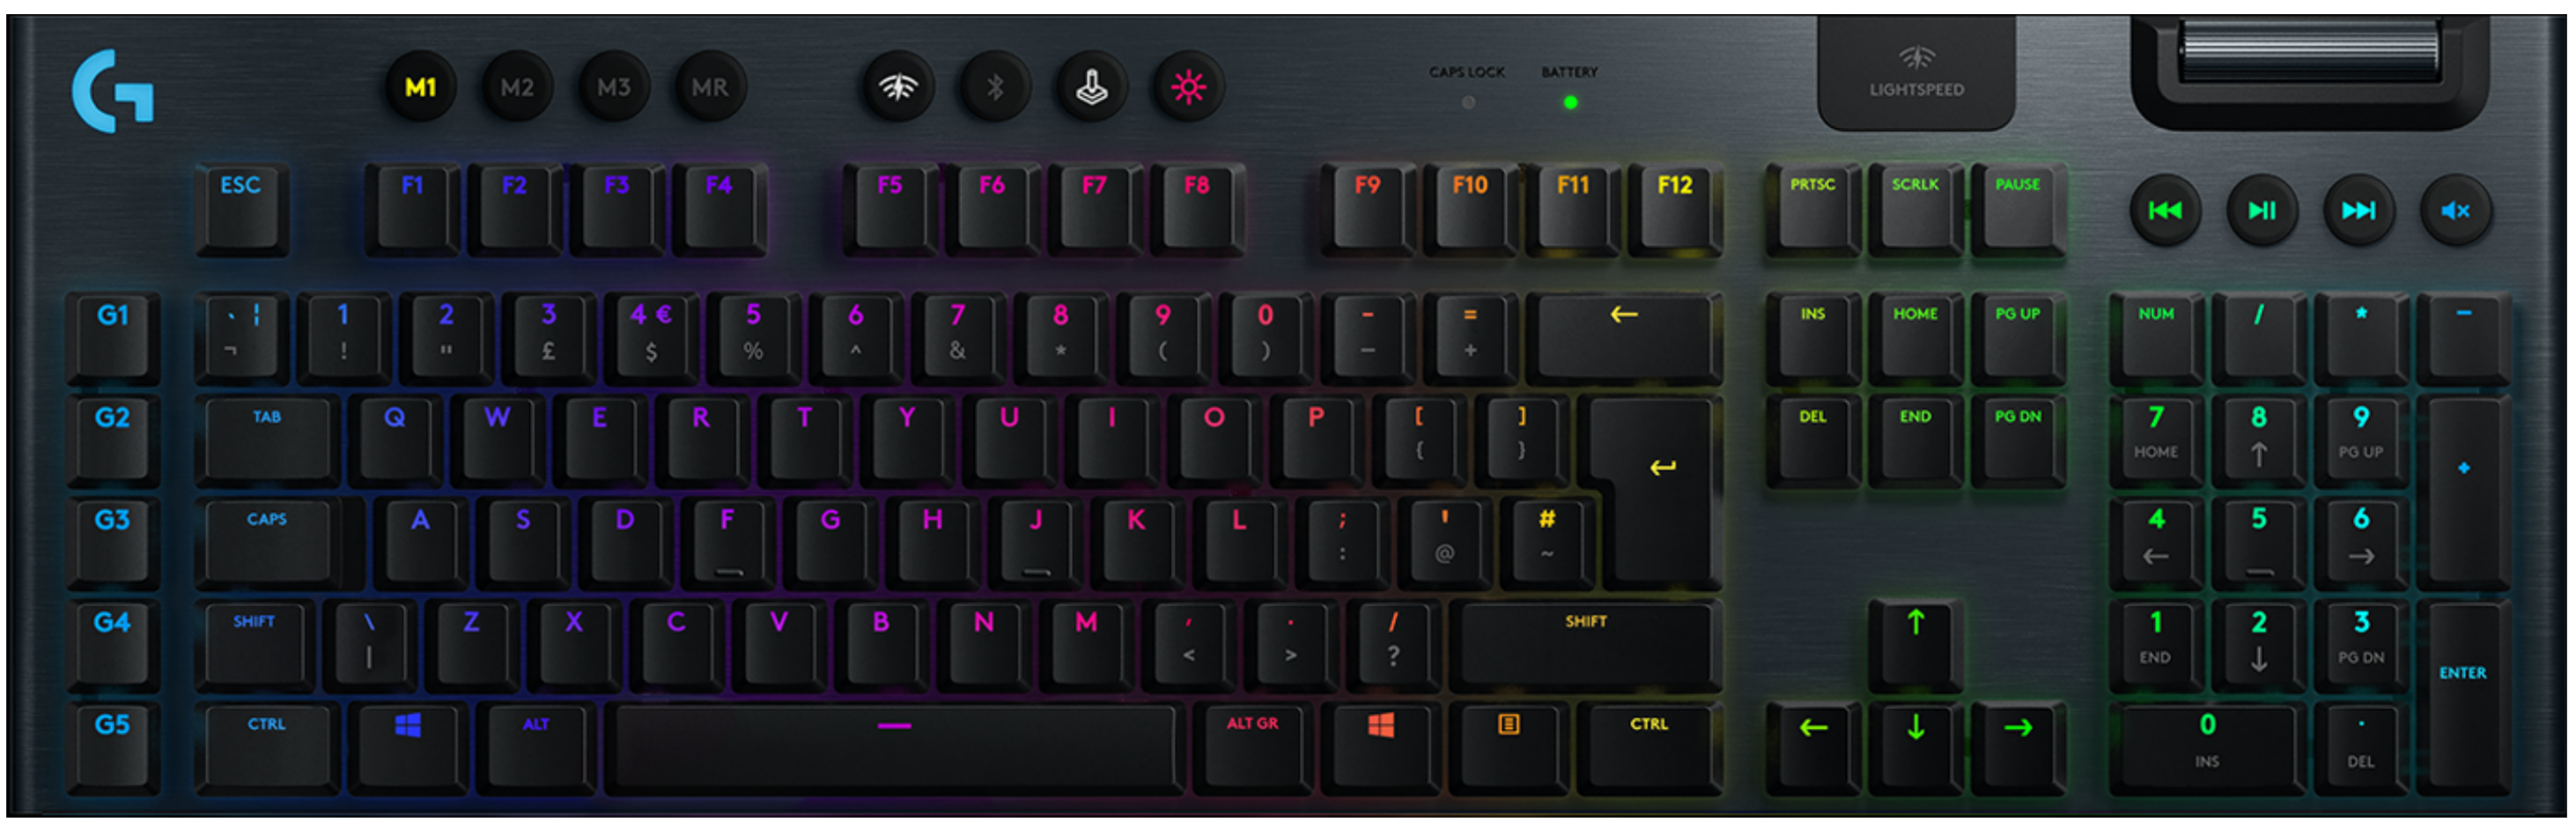 G M1 M2 M3 MR CAPS LOCK BATTERY LIGHTSPEED
ESC F1 F2 F3 F4 F5 F6 F7 F8 F9 F10 F11 F12 PRTSC SCRLK PAUSE
G1 ` ¦ 1 2 3 4 € 5 6 7 8 9 0 - = ← INS HOME PG UP NUM / * -
¬ ! " £ $ % ^ & * ( ) _ +
G2 TAB Q W E R T Y U I O P [ ] ↵ DEL END PG DN 7 8 9 +
{ } HOME ↑ PG UP
G3 CAPS A S D F G H J K L ; ' # 4 5 6
: @ ~ ← →
G4 SHIFT \ Z X C V B N M , . / SHIFT ↑ 1 2 3 ENTER
| < > ? END ↓ PG DN
G5 CTRL ALT ALT GR CTRL ← ↓ → 0 .
INS DEL